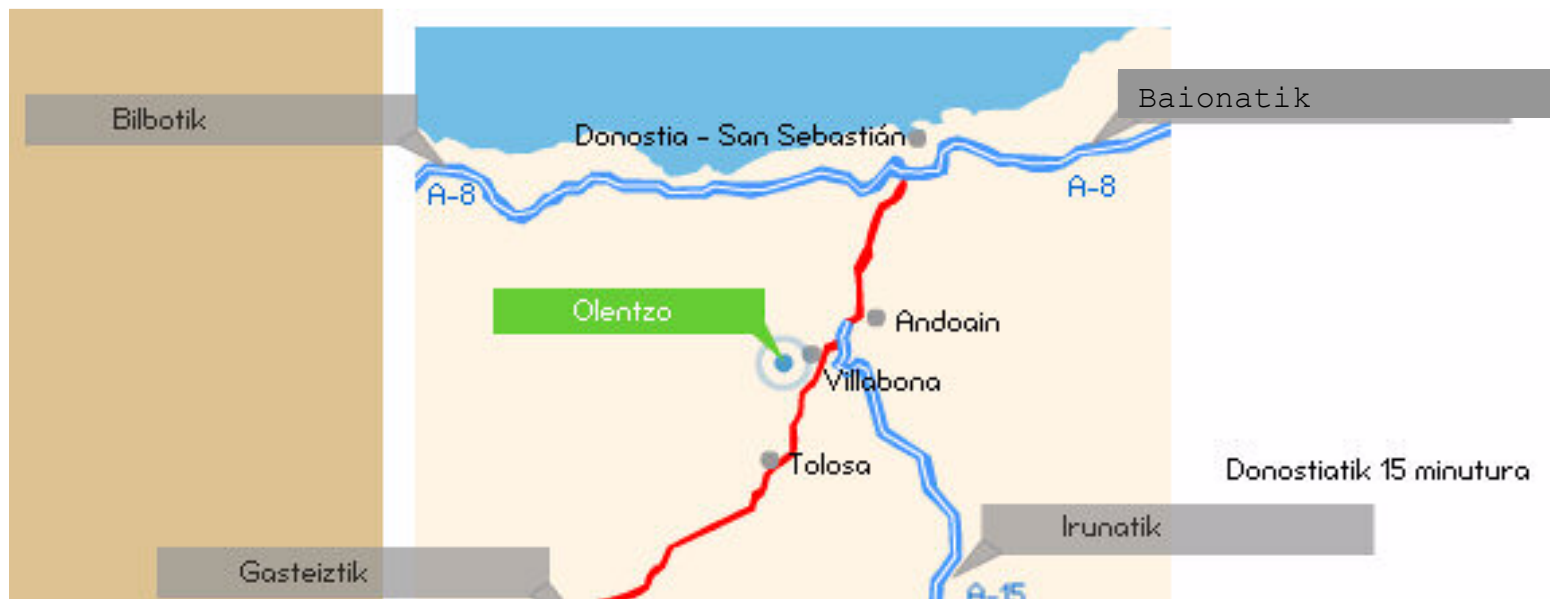 Baionatik
Bilbotik
Donostia - San Sebastián
A-8
A-8
Olentzo
Andoain
Villabona
Tolosa
Donostiatik 15 minutura
Irunatik
Gasteiztik
A-15